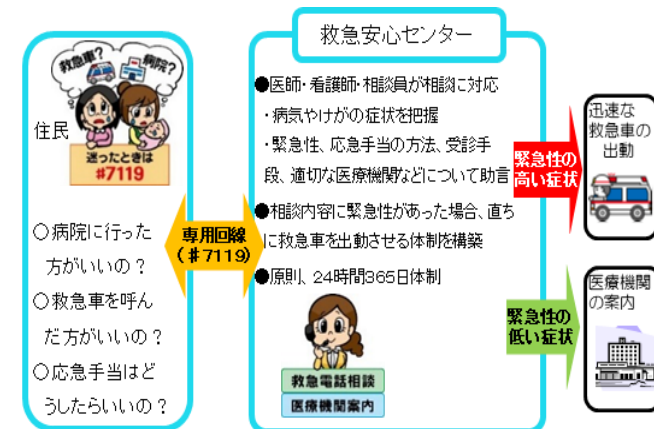 救急車?
病院?
住民
迷ったときは
#7119
○病院に行った
方がいいの?
○救急車を呼ん
だ方がいいの?
○応急手当はど
うしたらいいの?
専用回線
(#7119)
救急安心センター
●医師・看護師・相談員が相談に対応
・病気やけがの症状を把握
・緊急性、応急手当の方法、受診手
段、適切な医療機関などについて助言
●相談内容に緊急性があった場合、直ち
に救急車を出動させる体制を構築
●原則、24時間365日体制
救急電話相談
医療機関案内
緊急性の
高い症状
迅速な
救急車の
出動
緊急性の
低い症状
医療機関
の案内